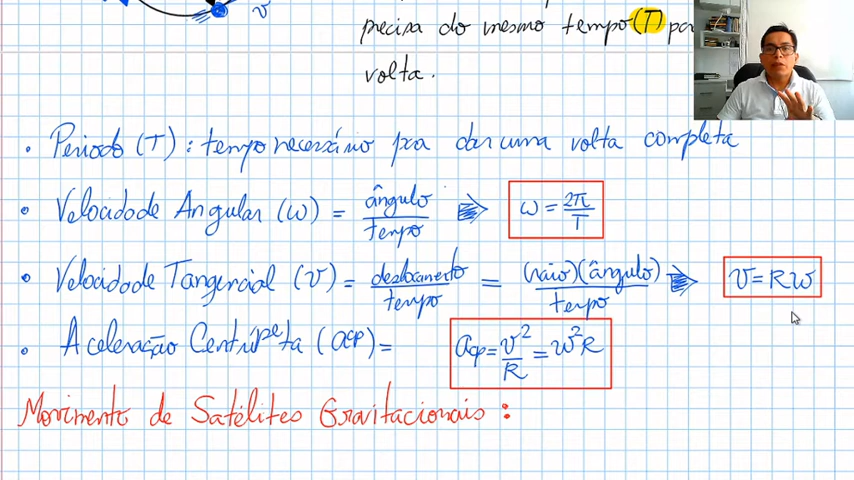 v
precisa do mesmo tempo (T) par
volta.
• Período (T) : tempo necessário pra dar uma volta completa
• Velocidade Angular (ω) = ângulo / tempo ⇒ ω = 2π / T
• Velocidade Tangencial (v) = deslocamento / tempo = (raio)(ângulo) / tempo ⇒ v = Rω
• Aceleração Centrípeta (acp) = acp = v² / R = ω²R
Movimento de Satélites Gravitacionais :